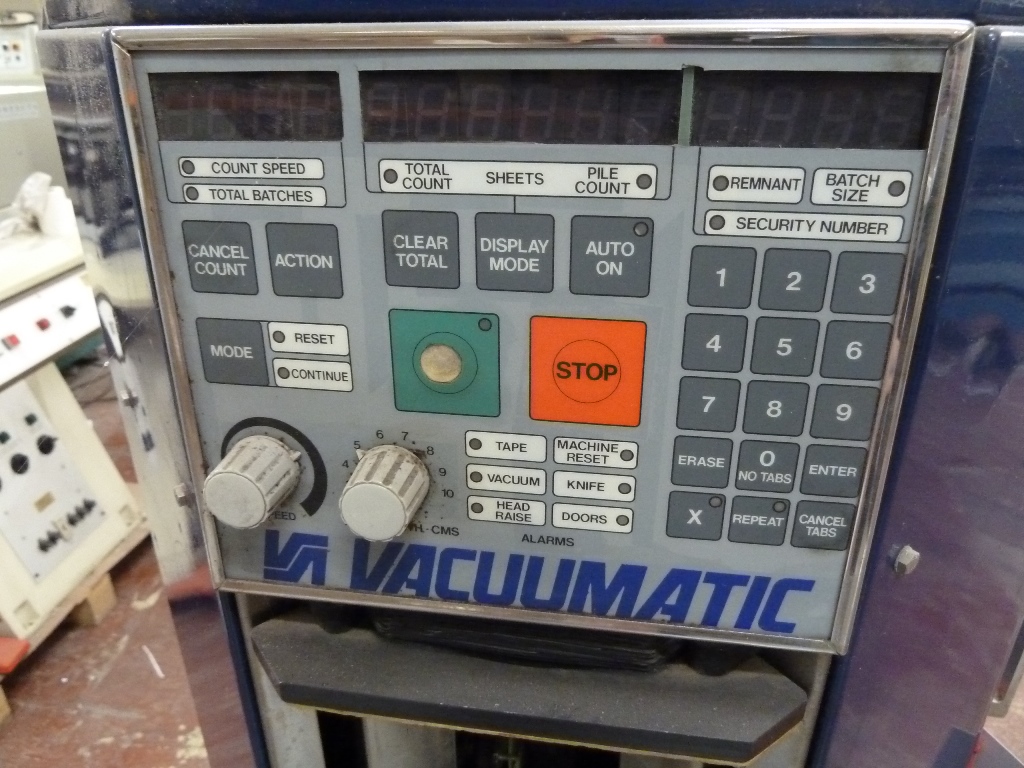 COUNT SPEED
TOTAL BATCHES
TOTAL COUNT
SHEETS
PILE COUNT
REMNANT
BATCH SIZE
SECURITY NUMBER
CANCEL COUNT
ACTION
CLEAR TOTAL
DISPLAY MODE
AUTO ON
1 2 3
MODE
RESET
CONTINUE
STOP
4 5 6
7 8 9
4 5 6 7 8 9 10
TAPE
MACHINE RESET
VACUUM
KNIFE
HEAD RAISE
DOORS
ALARMS
ERASE
0 NO TABS
ENTER
X
REPEAT
CANCEL TABS
CMS
VACUUMATIC